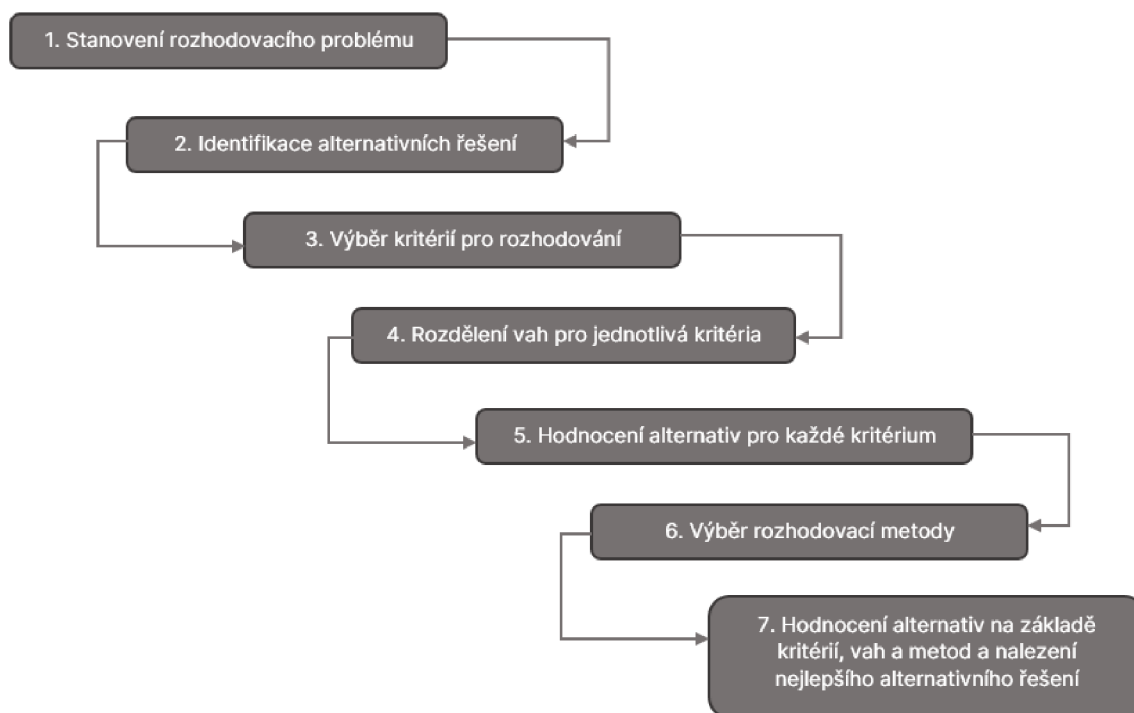 1. Stanovení rozhodovacího problému
2. Identifikace alternativních řešení
3. Výběr kritérií pro rozhodování
4. Rozdělení vah pro jednotlivá kritéria
5. Hodnocení alternativ pro každé kritérium
6. Výběr rozhodovací metody
7. Hodnocení alternativ na základě
kritérií, vah a metod a nalezení
nejlepšího alternativního řešení